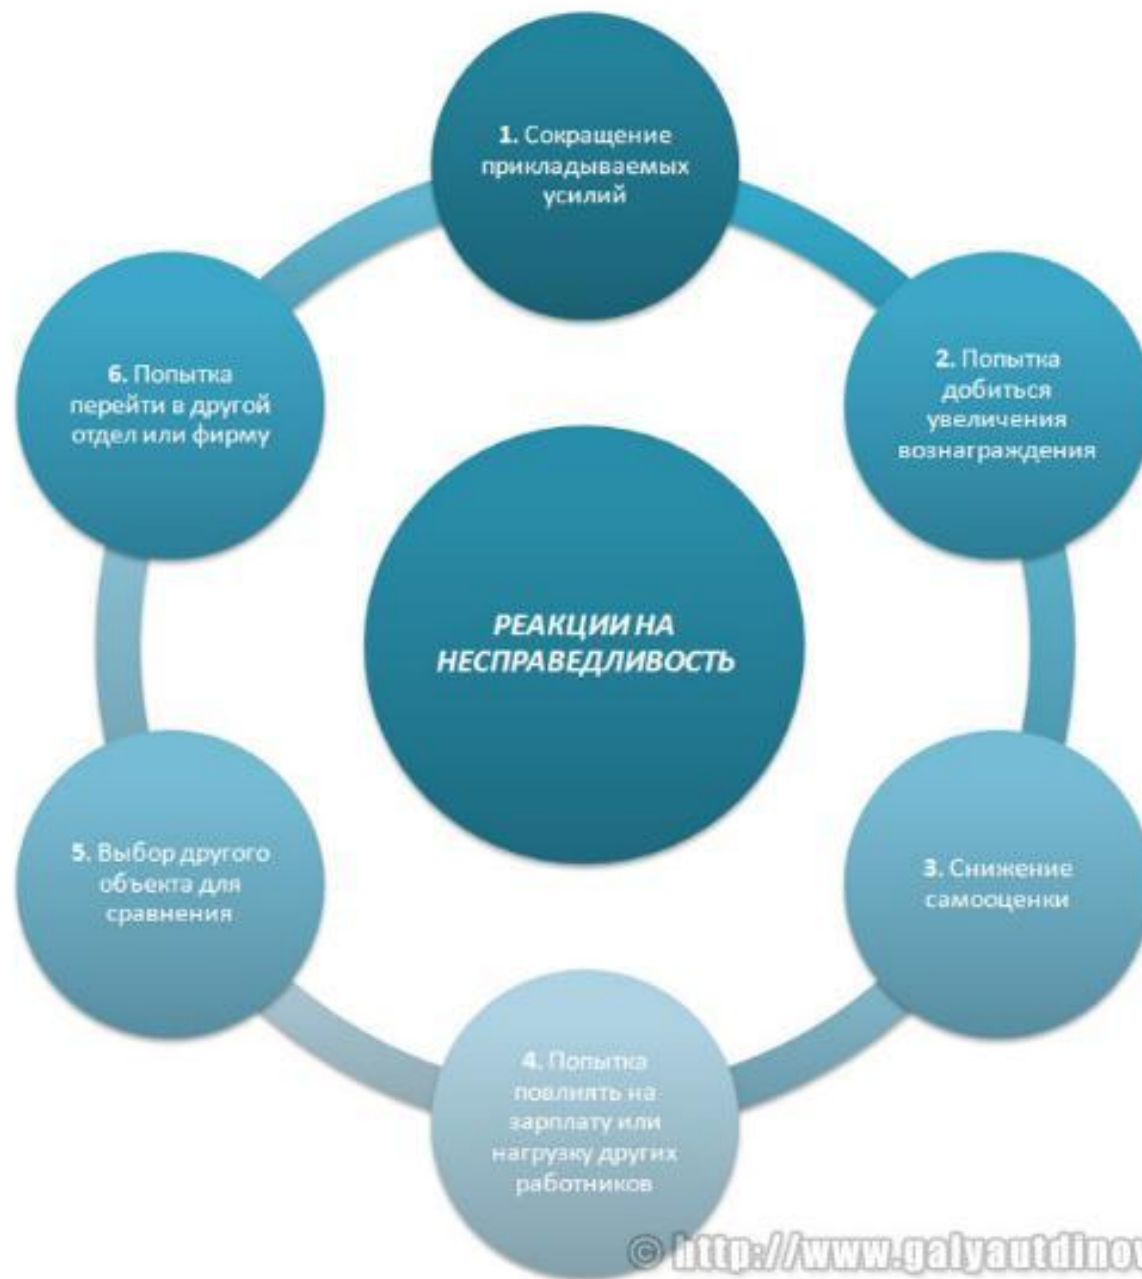 1. Сокращение
прикладываемых
усилий
2. Попытка
добиться
увеличения
вознаграждения
3. Снижение
самооценки
4. Попытка
повлиять на
зарплату или
нагрузку других
работников
5. Выбор другого
объекта для
сравнения
6. Попытка
перейти в другой
отдел или фирму
РЕАКЦИИ НА
НЕСПРАВЕДЛИВОСТЬ
© http://www.galyautdinov